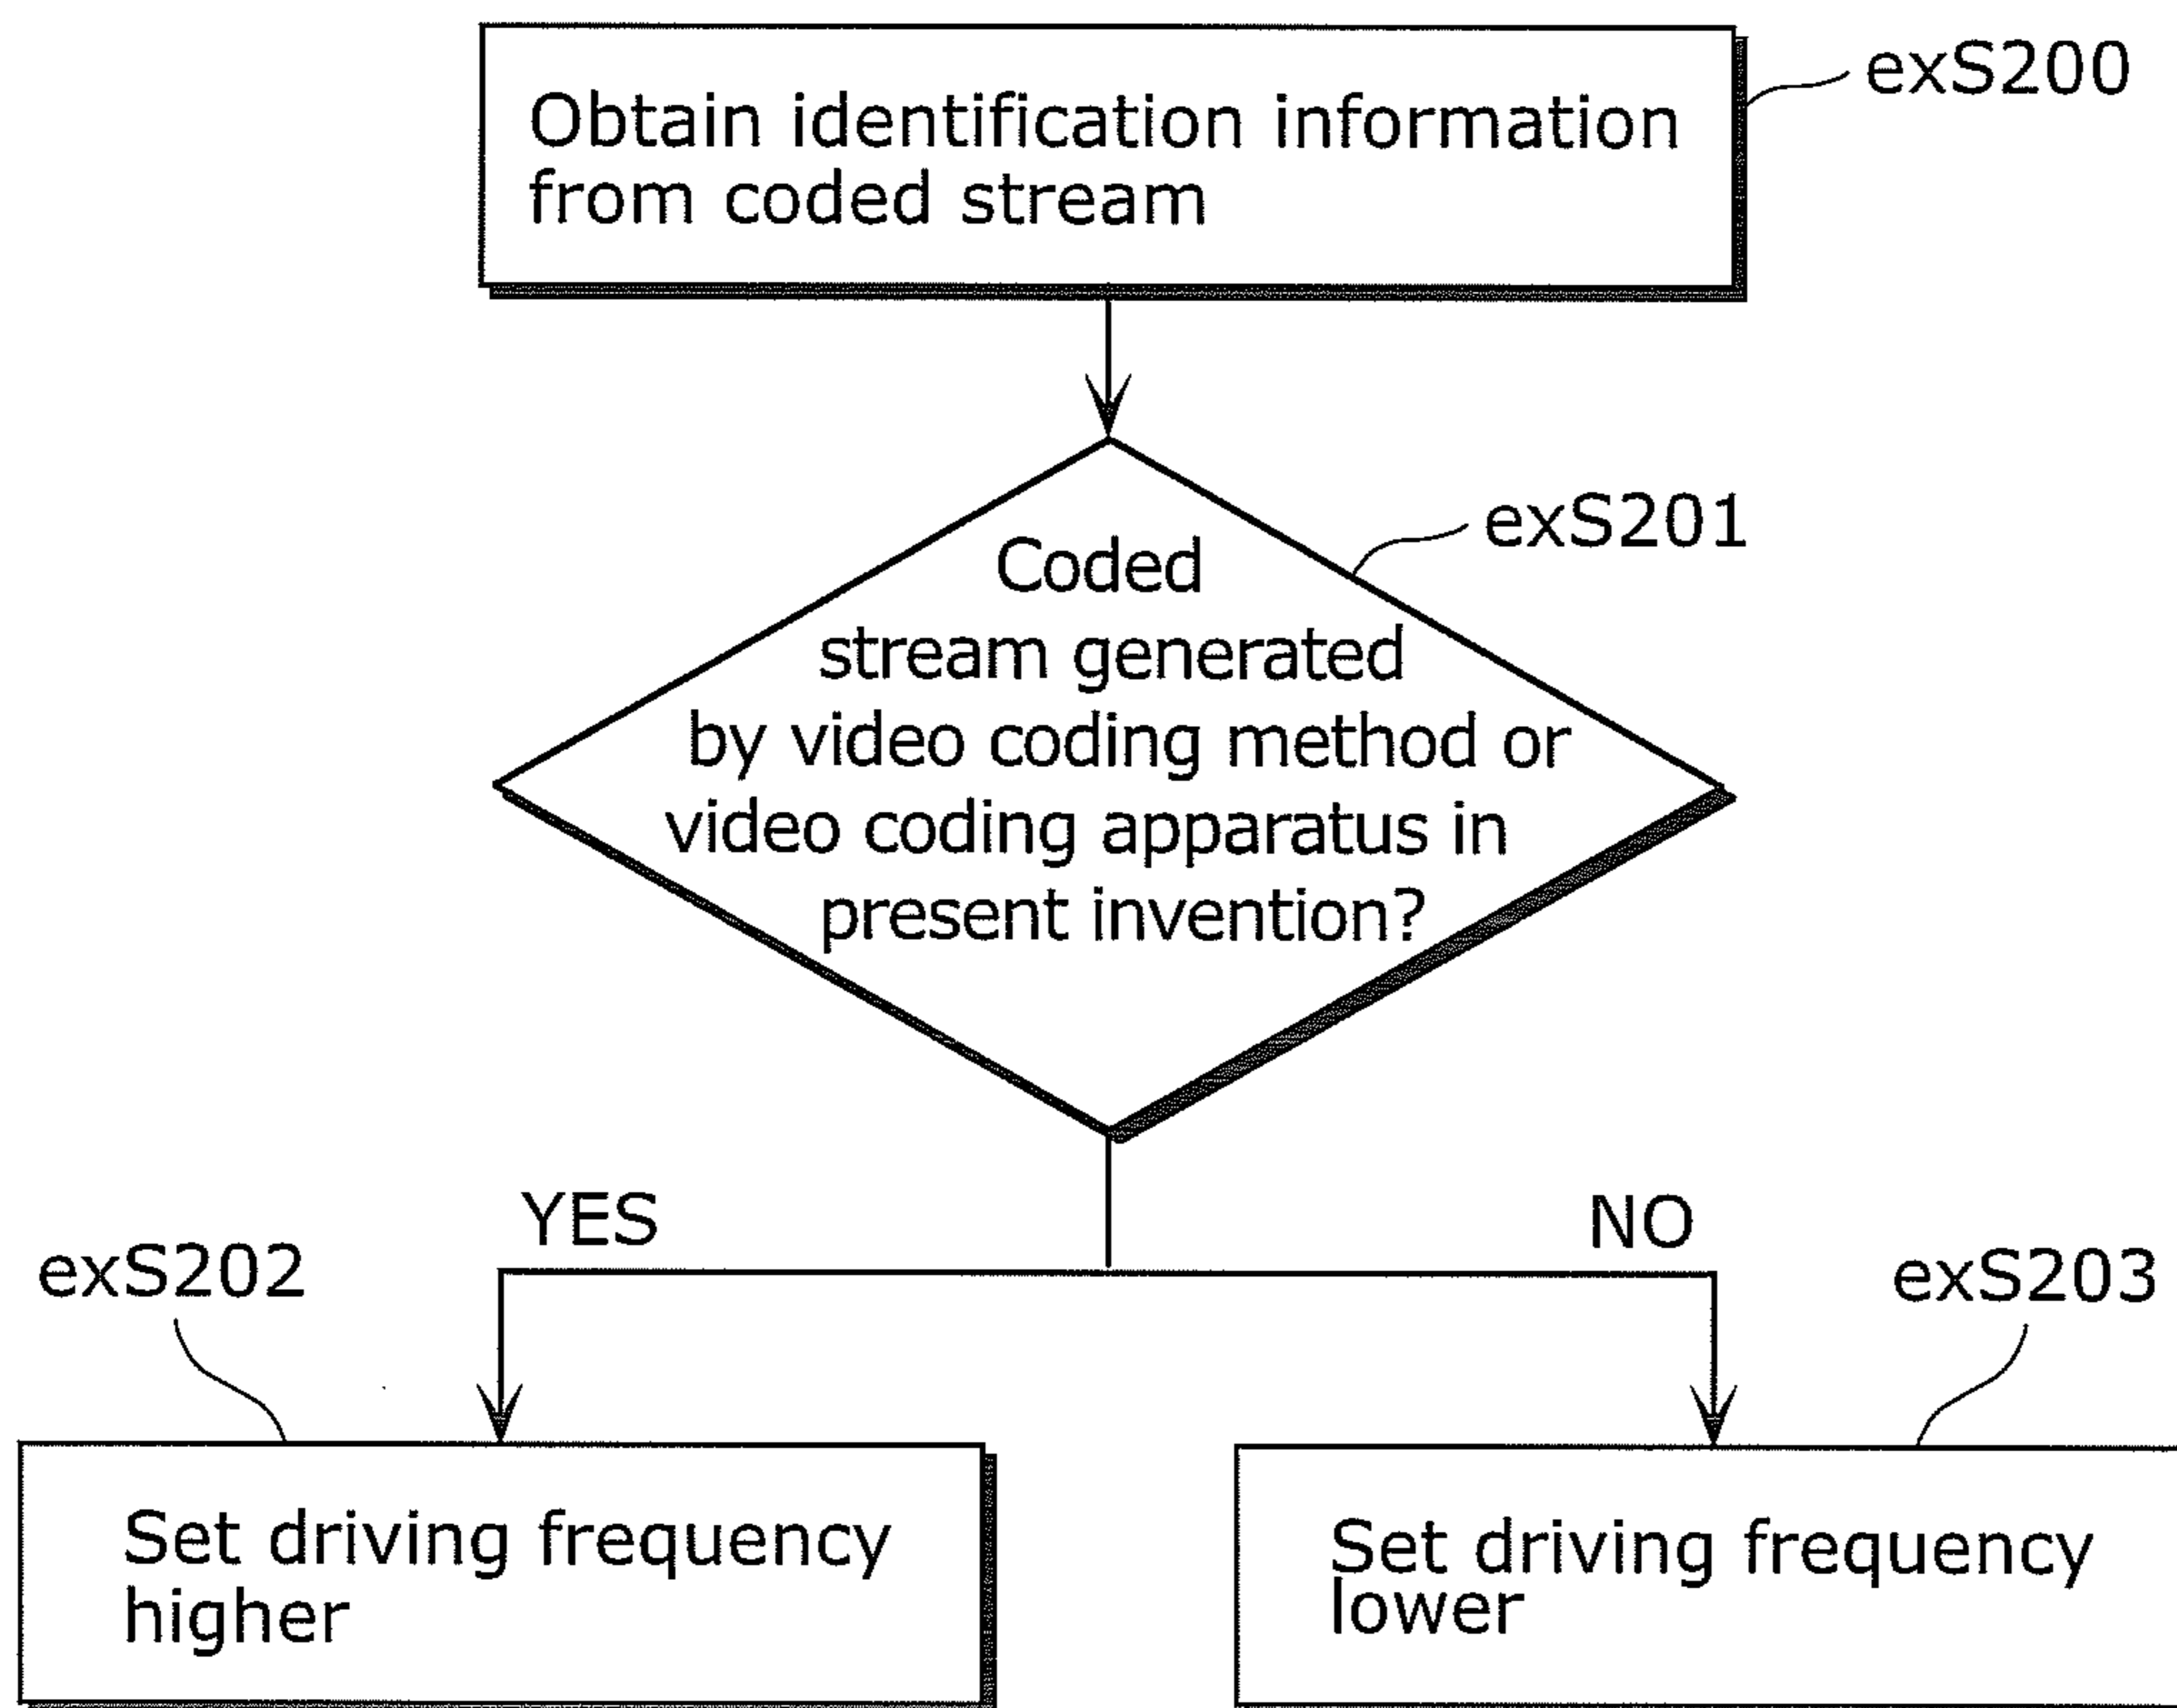 exS200
Obtain identification information
from coded stream
exS201
Coded
stream generated
by video coding method or
video coding apparatus in
present invention?
YES
NO
exS202
exS203
Set driving frequency
higher
Set driving frequency
lower